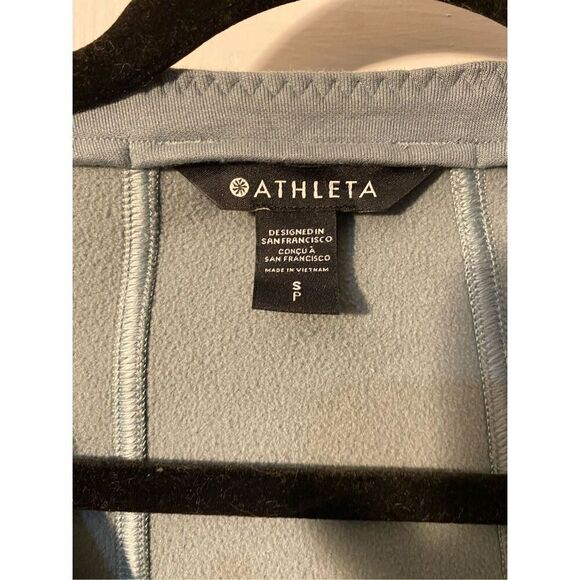 ATHLETA
DESIGNED IN
SAN FRANCISCO
CONÇU À
SAN FRANCISCO
MADE IN VIETNAM
S
P